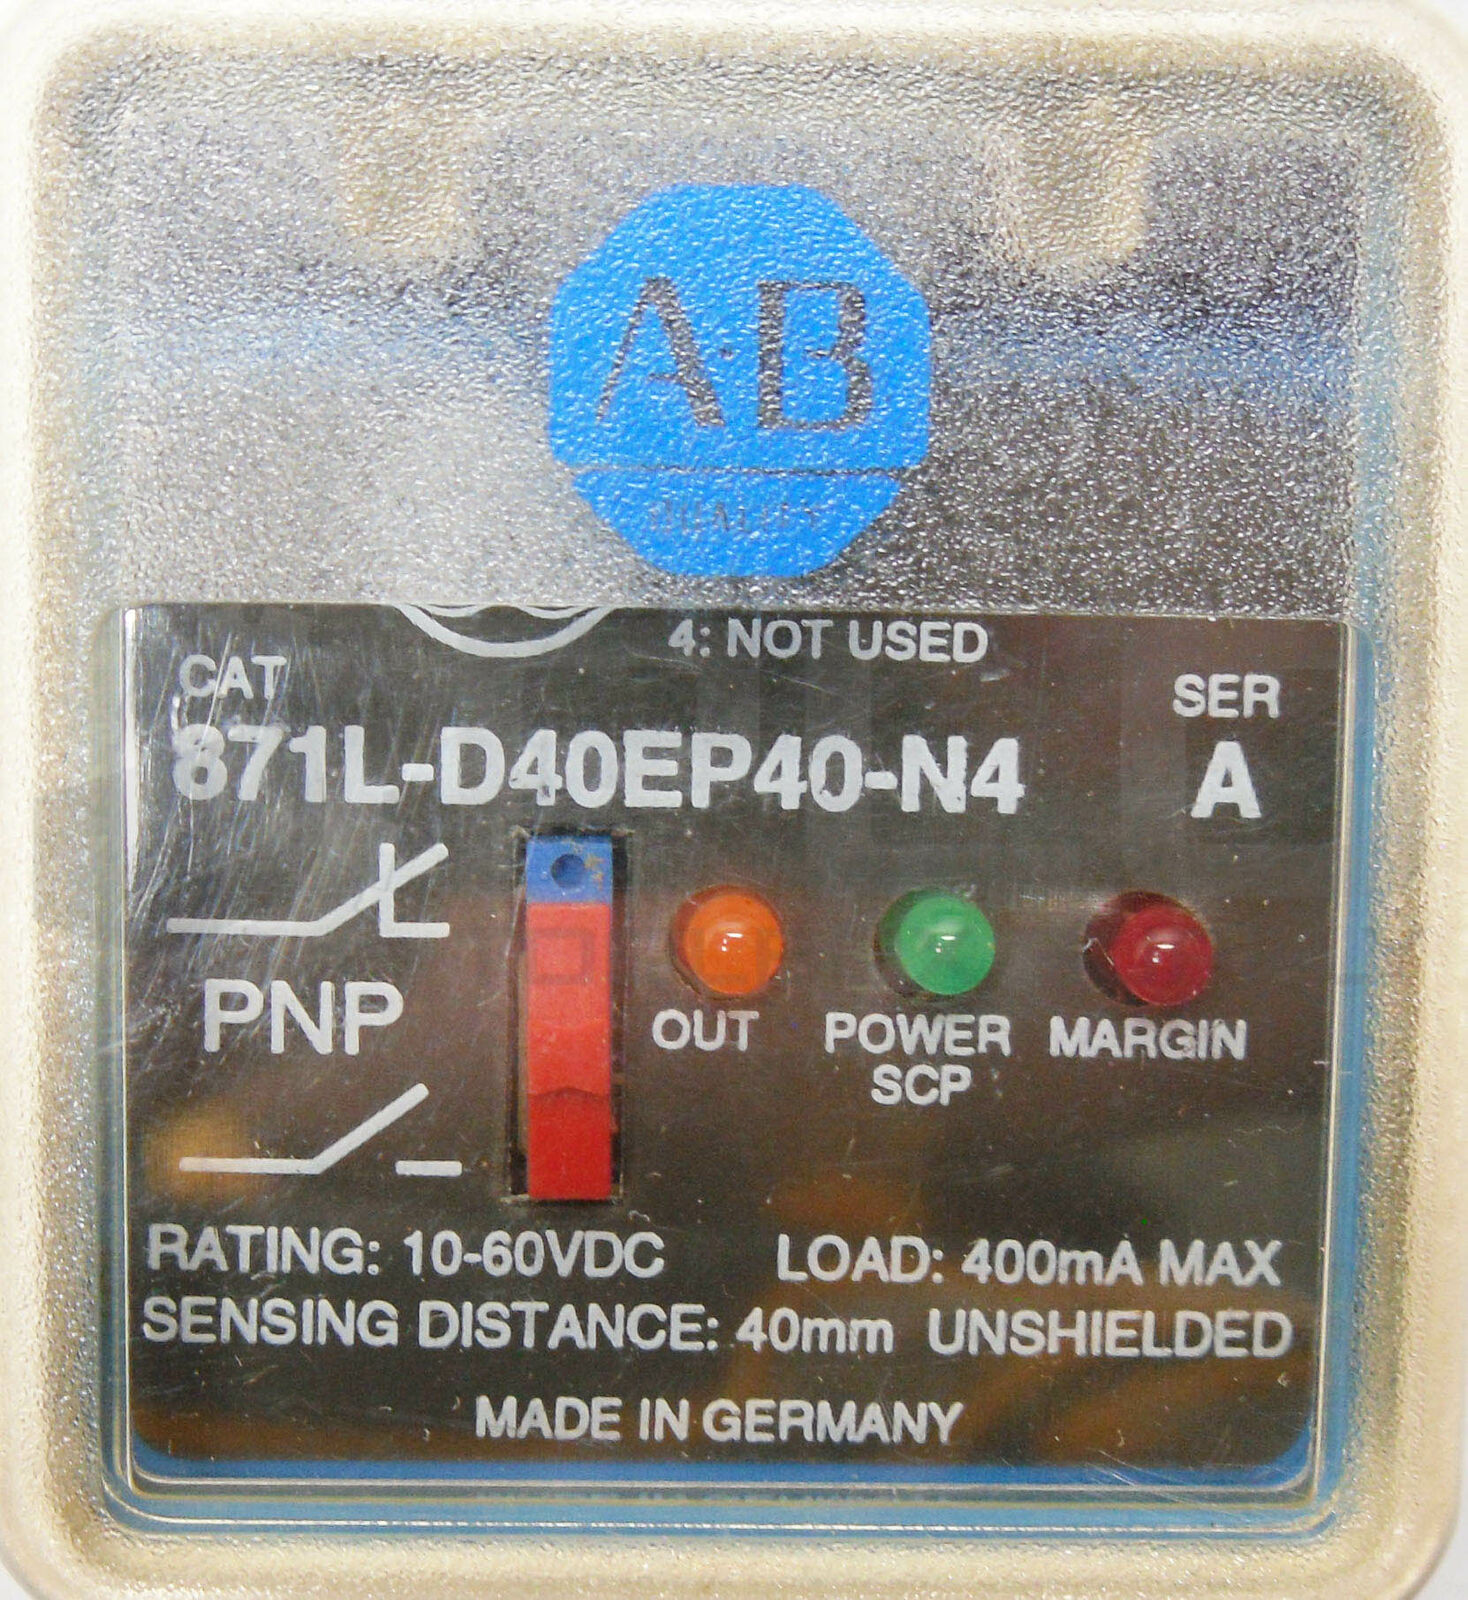 A·B
QUALITY
4: NOT USED
CAT
SER
871L-D40EP40-N4
A
PNP
OUT
POWER
SCP
MARGIN
RATING: 10-60VDC
LOAD: 400mA MAX
SENSING DISTANCE: 40mm UNSHIELDED
MADE IN GERMANY